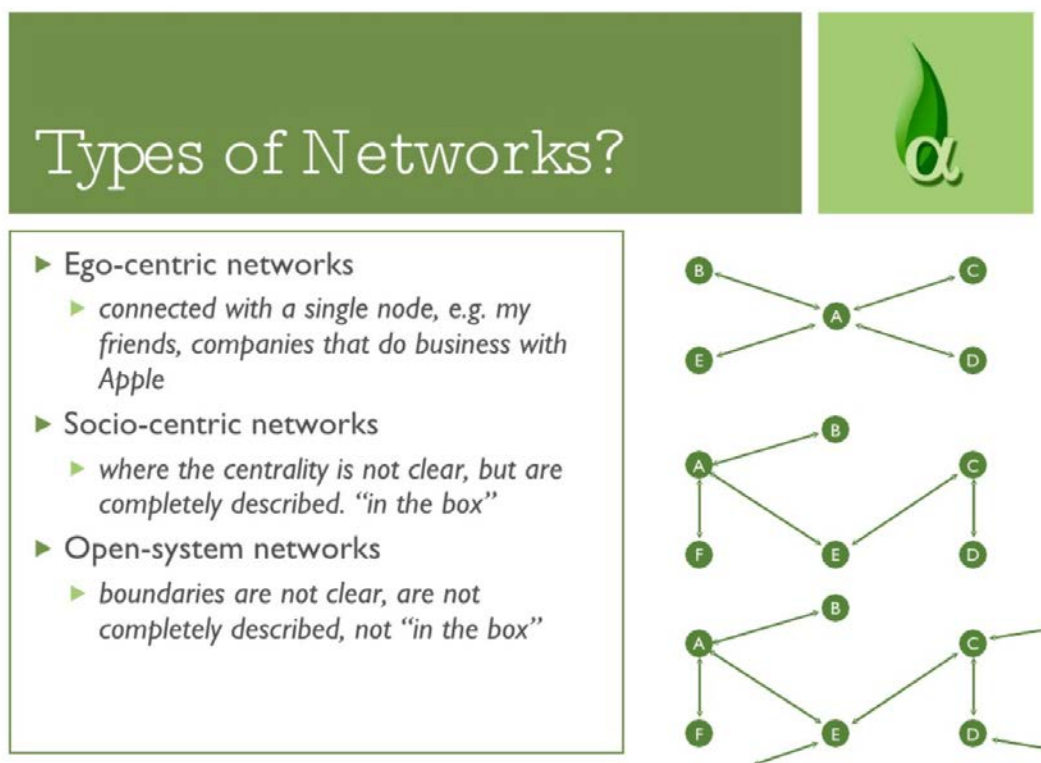 Types of Networks?
α
Ego-centric networks
connected with a single node, e.g. my
friends, companies that do business with
Apple
Socio-centric networks
where the centrality is not clear, but are
completely described. “in the box”
Open-system networks
boundaries are not clear, are not
completely described, not “in the box”
B
C
A
E
D
B
A
C
F
E
D
B
A
C
F
E
D